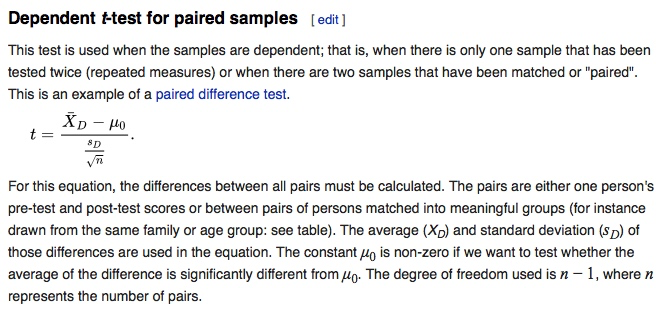 Dependent t-test for paired samples [edit]
This test is used when the samples are dependent; that is, when there is only one sample that has been
tested twice (repeated measures) or when there are two samples that have been matched or "paired".
This is an example of a paired difference test.
t = (X̄_D − μ₀) / (s_D / √n).
For this equation, the differences between all pairs must be calculated. The pairs are either one person's
pre-test and post-test scores or between pairs of persons matched into meaningful groups (for instance
drawn from the same family or age group: see table). The average (X_D) and standard deviation (s_D) of
those differences are used in the equation. The constant μ₀ is non-zero if we want to test whether the
average of the difference is significantly different from μ₀. The degree of freedom used is n − 1, where n
represents the number of pairs.